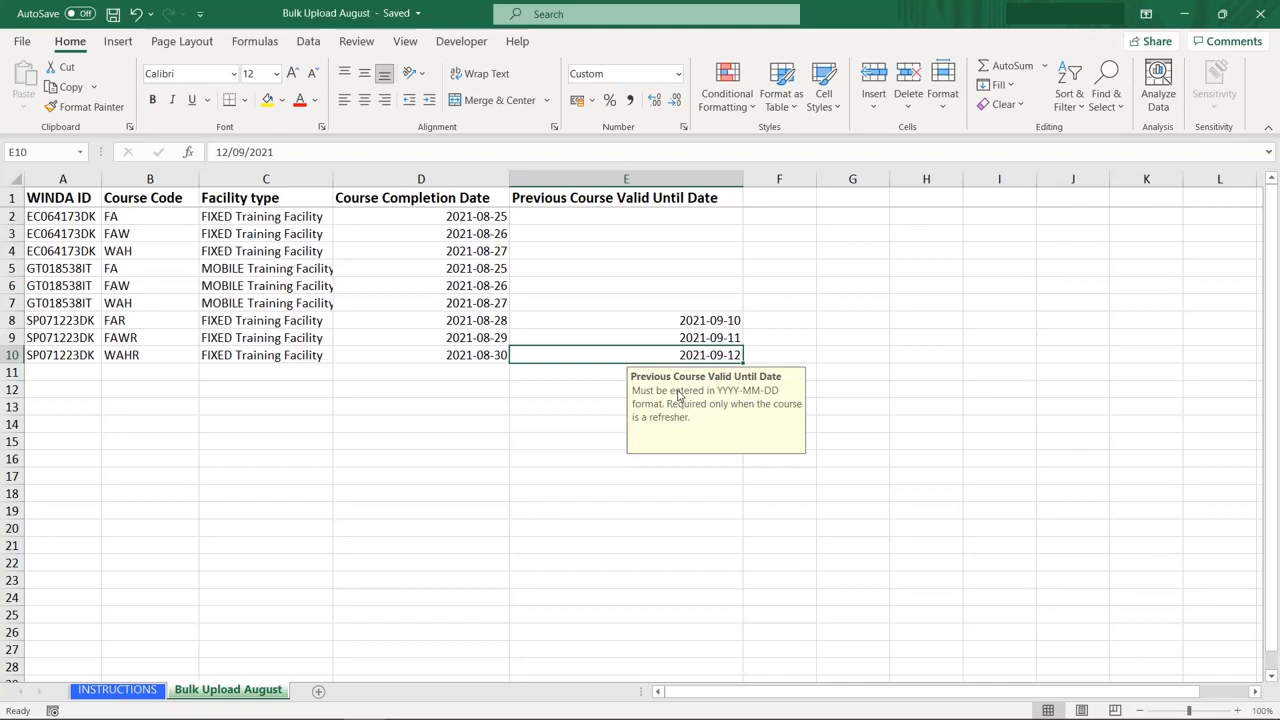 AutoSave Off
Bulk Upload August - Saved
Search
File Home Insert Page Layout Formulas Data Review View Developer Help
Share Comments
Paste
Cut
Copy
Format Painter
Clipboard
Calibri 12
B I U
Font
Wrap Text
Merge & Center
Alignment
Custom
Number
Conditional Formatting
Format as Table
Cell Styles
Styles
Insert Delete Format
Cells
AutoSum
Fill
Clear
Sort & Filter
Find & Select
Editing
Analyze Data
Analysis
Sensitivity
Sensitivity
E10 fx 12/09/2021
A B C D E F G H I J K L
1 WINDA ID Course Code Facility type Course Completion Date Previous Course Valid Until Date
2 EC064173DK FA FIXED Training Facility 2021-08-25
3 EC064173DK FAW FIXED Training Facility 2021-08-26
4 EC064173DK WAH FIXED Training Facility 2021-08-27
5 GT018538IT FA MOBILE Training Facility 2021-08-25
6 GT018538IT FAW MOBILE Training Facility 2021-08-26
7 GT018538IT WAH MOBILE Training Facility 2021-08-27
8 SP071223DK FAR FIXED Training Facility 2021-08-28 2021-09-10
9 SP071223DK FAWR FIXED Training Facility 2021-08-29 2021-09-11
10 SP071223DK WAHR FIXED Training Facility 2021-08-30 2021-09-12
11
Previous Course Valid Until Date
Must be entered in YYYY-MM-DD
format. Required only when the course
is a refresher.
12
13
14
15
16
17
18
19
20
21
22
23
24
25
26
27
28
INSTRUCTIONS Bulk Upload August
Ready
100%